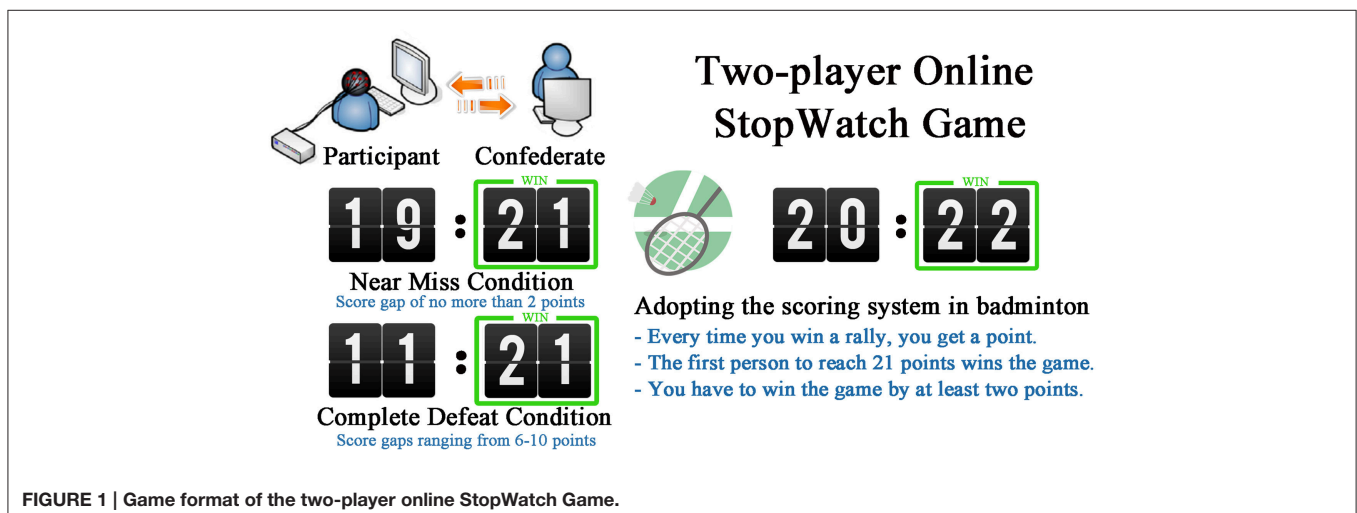 Two-player Online
StopWatch Game
Participant
Confederate
WIN
19 : 21
Near Miss Condition
Score gap of no more than 2 points
WIN
11 : 21
Complete Defeat Condition
Score gaps ranging from 6-10 points
WIN
20 : 22
Adopting the scoring system in badminton
- Every time you win a rally, you get a point.
- The first person to reach 21 points wins the game.
- You have to win the game by at least two points.
FIGURE 1 | Game format of the two-player online StopWatch Game.